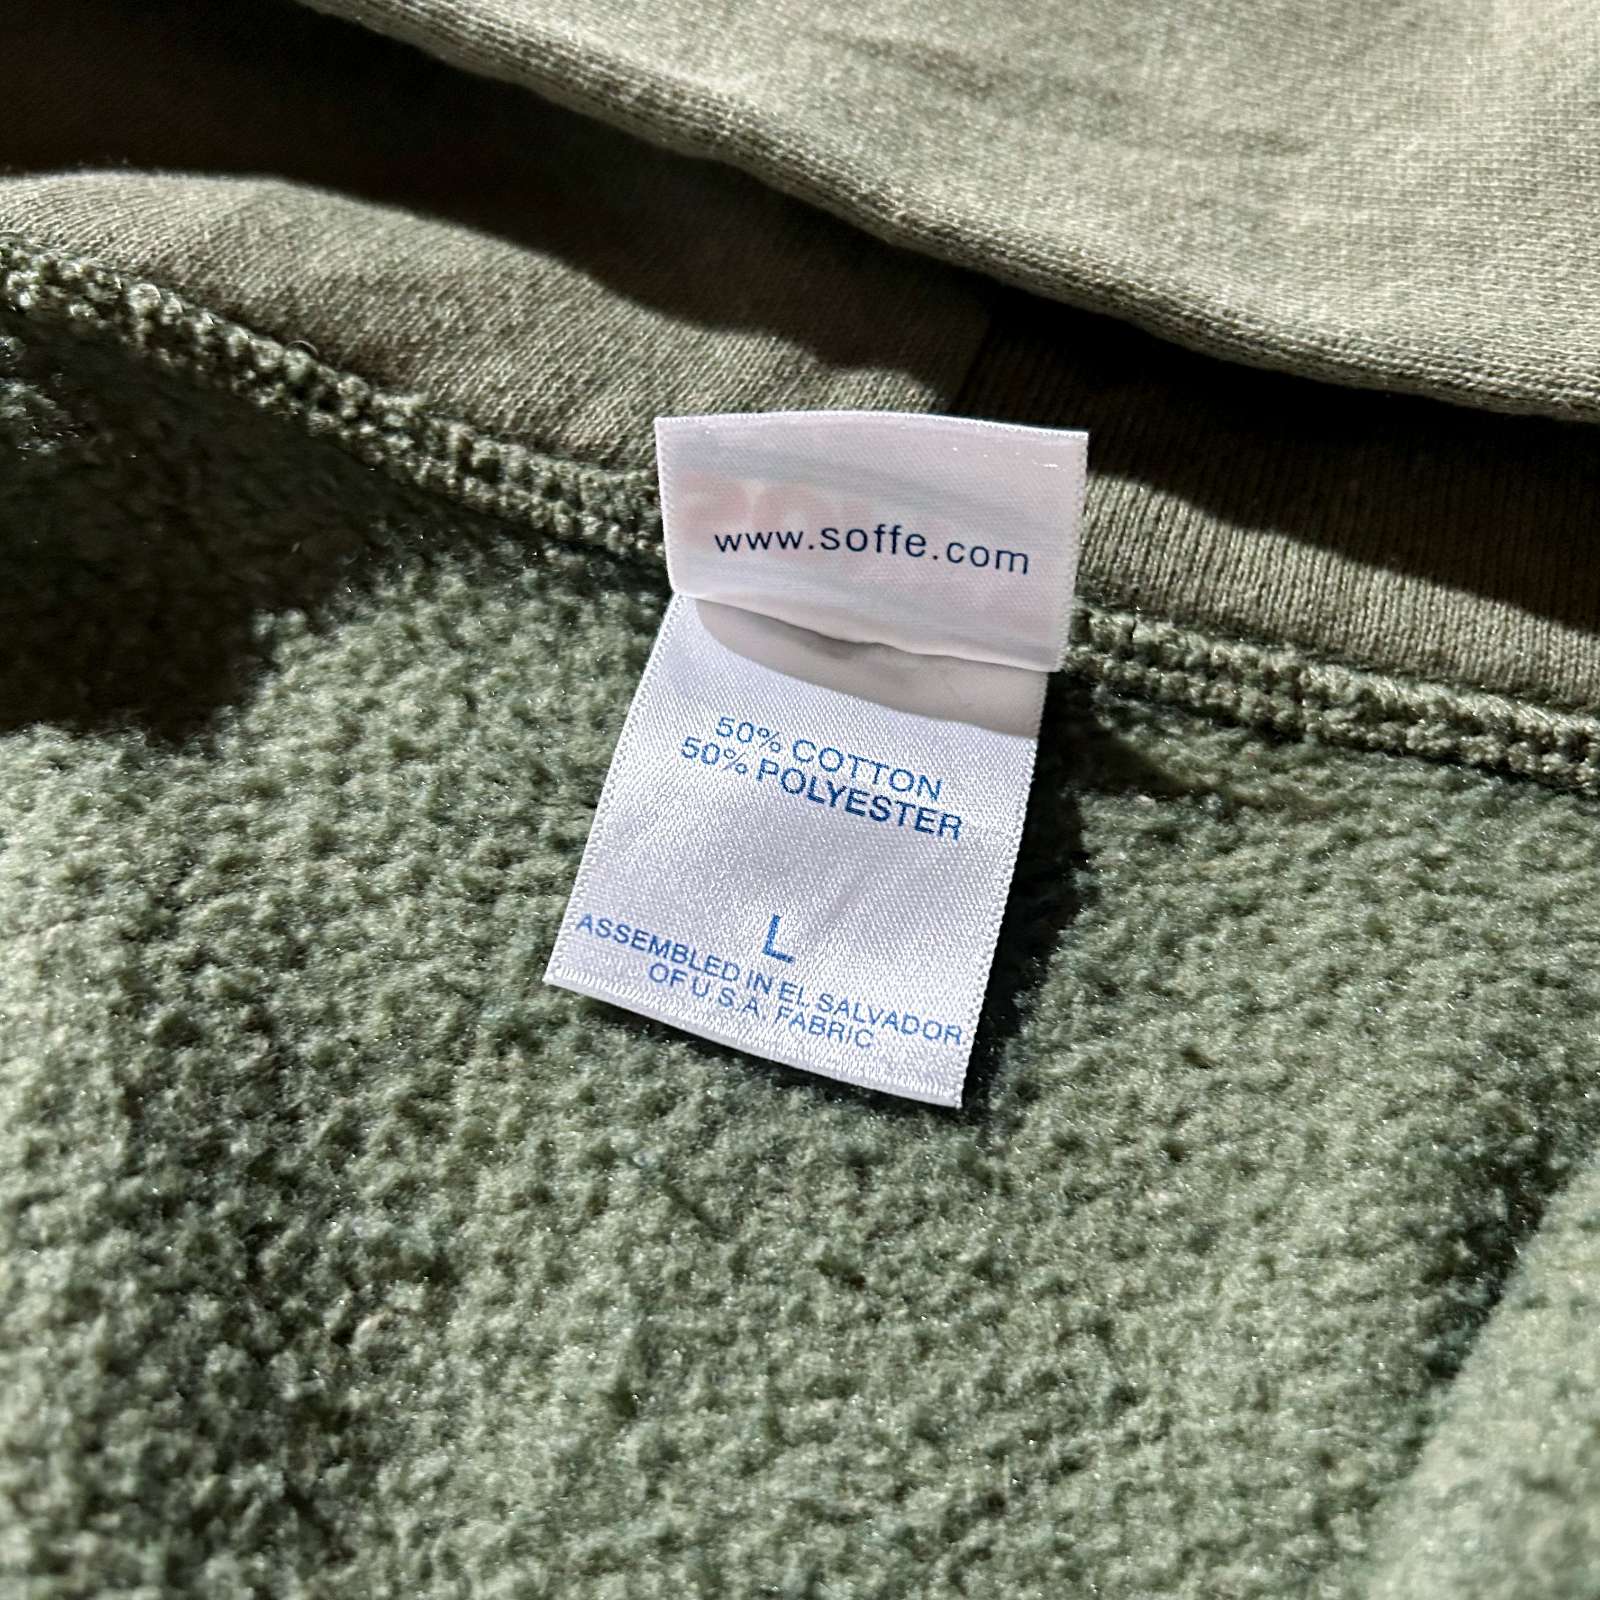 www.soffe.com
50% COTTON
50% POLYESTER
L
ASSEMBLED IN EL SALVADOR
OF U.S.A. FABRIC